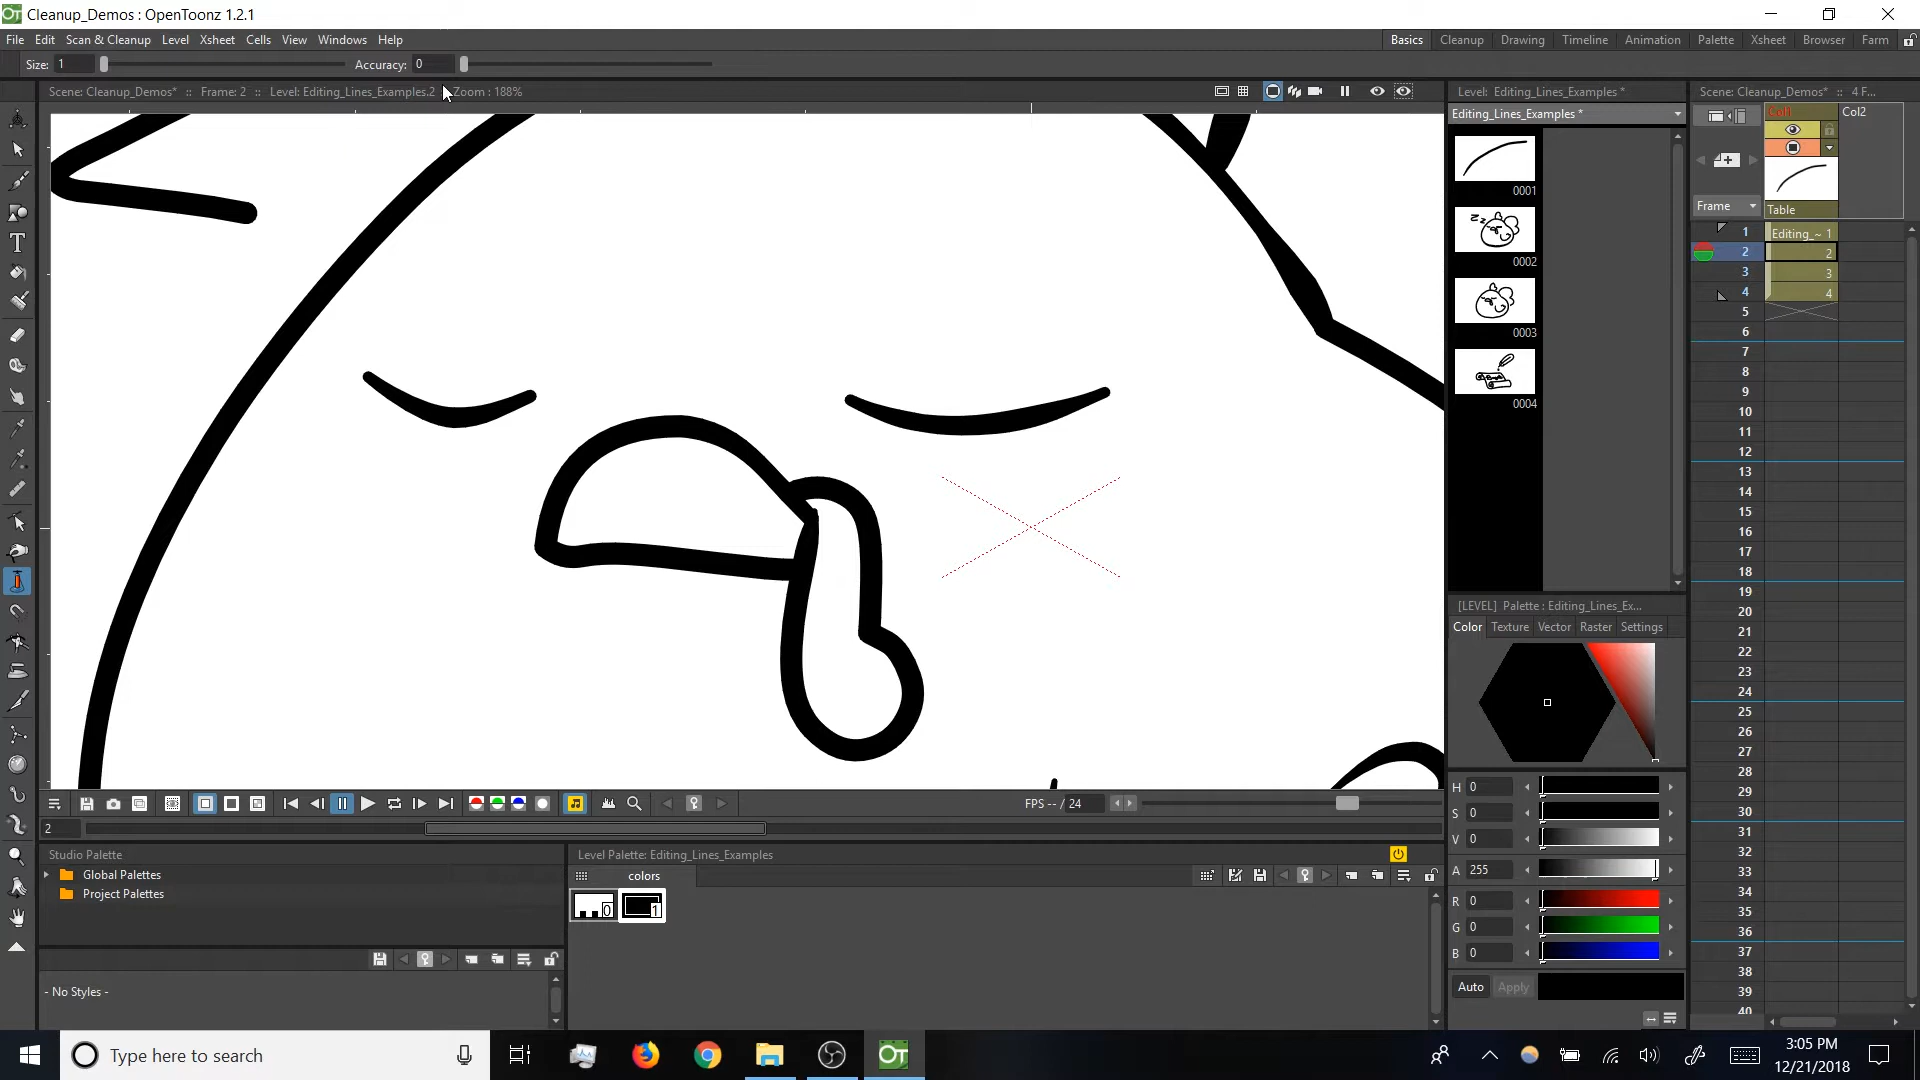 Cleanup_Demos : OpenToonz 1.2.1
File Edit Scan & Cleanup Level Xsheet Cells View Windows Help
Basics Cleanup Drawing Timeline Animation Palette Xsheet Browser Farm
Size: 1 Accuracy: 0
Scene: Cleanup_Demos* :: Frame: 2 :: Level: Editing_Lines_Examples.2 Zoom : 188%
Level: Editing_Lines_Examples *
Scene: Cleanup_Demos* :: 4 F...
Editing_Lines_Examples *
Col1 Col2
0001
0002
0003
0004
Frame
Table
1 Editing_~ 1
2 2
3 3
4 4
5
6
7
8
9
10
11
12
13
14
15
16
17
18
19
20
21
22
23
24
25
26
27
28
29
30
31
32
33
34
35
36
37
38
39
40
[LEVEL] Palette : Editing_Lines_Ex...
Color Texture Vector Raster Settings
H 0
S 0
V 0
A 255
R 0
G 0
B 0
Auto Apply
FPS -- / 24
2
Studio Palette
Global Palettes
Project Palettes
- No Styles -
Level Palette: Editing_Lines_Examples
colors
0 1
Type here to search
OT
3:05 PM
12/21/2018